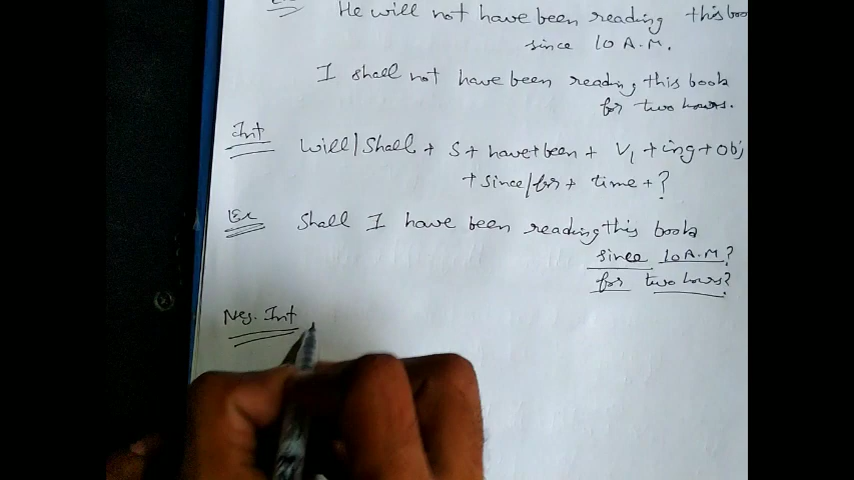 He will not have been reading this boo
since 10 A.M.
I shall not have been reading this book
for two hours.
Int Will/Shall + S + have+been + V1 + ing + obj
+ since/for + time + ?
Ex Shall I have been reading this book
since 10 A.M?
for two hours?
Neg. Int